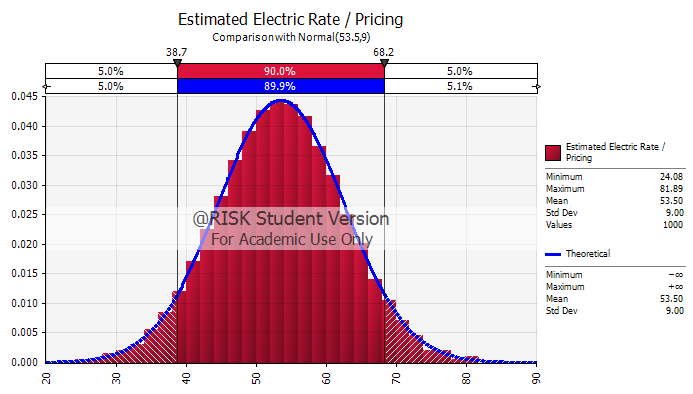 Estimated Electric Rate / Pricing
Comparison with Normal(53.5,9)
38.7 68.2
5.0% 90.0% 5.0%
5.0% 89.9% 5.1%
0.045
0.040
0.035
0.030
0.025
0.020
0.015
0.010
0.005
0.000
20 30 40 50 60 70 80 90
@RISK Student Version
For Academic Use Only
Estimated Electric Rate /
Pricing
Minimum 24.08
Maximum 81.89
Mean 53.50
Std Dev 9.00
Values 1000
Theoretical
Minimum −∞
Maximum +∞
Mean 53.50
Std Dev 9.00